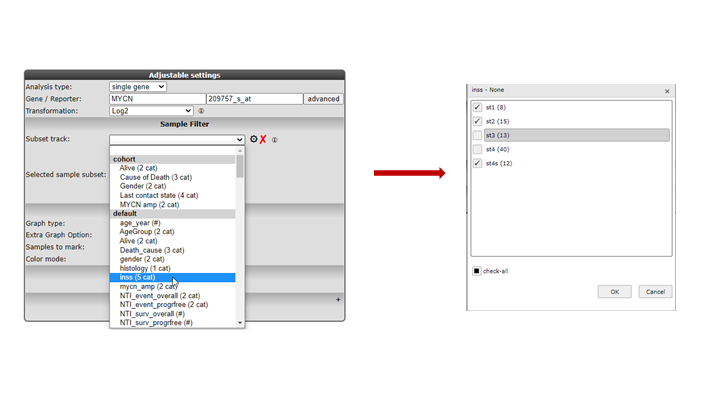 Adjustable settings
Analysis type: single gene
Gene / Reporter: MYCN 209757_s_at advanced
Transformation: Log2
Sample Filter
Subset track:
cohort
Alive (2 cat)
Cause of Death (3 cat)
Selected sample subset:
Gender (2 cat)
Last contact state (4 cat)
MYCN amp (2 cat)
default
Graph type: age_year (#)
Extra Graph Option: AgeGroup (2 cat)
Alive (2 cat)
Samples to mark: Death_cause (3 cat)
Color mode: gender (2 cat)
histology (1 cat)
inss (5 cat)
mycn_amp (2 cat)
NTI_event_overall (2 cat)
NTI_event_progrfree (2 cat)
NTI_surv_overall (#)
NTI_surv_progrfree (#)
+
inss - None
st1 (8)
st2 (15)
st3 (13)
st4 (40)
st4s (12)
check-all
OK Cancel